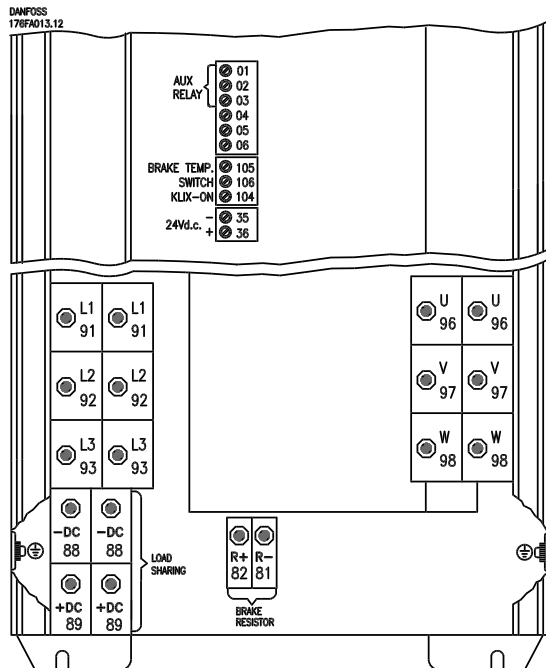 DANFOSS
176FA013.12
AUX
RELAY
01
02
03
04
05
06
BRAKE TEMP.
SWITCH
KLIX-ON
105
106
104
24Vd.c.
- 35
+ 36
L1 91 L1 91
L2 92 L2 92
L3 93 L3 93
U 96 U 96
V 97 V 97
W 98 W 98
-DC 88 -DC 88
+DC 89 +DC 89
LOAD
SHARING
R+ 82 R- 81
BRAKE
RESISTOR